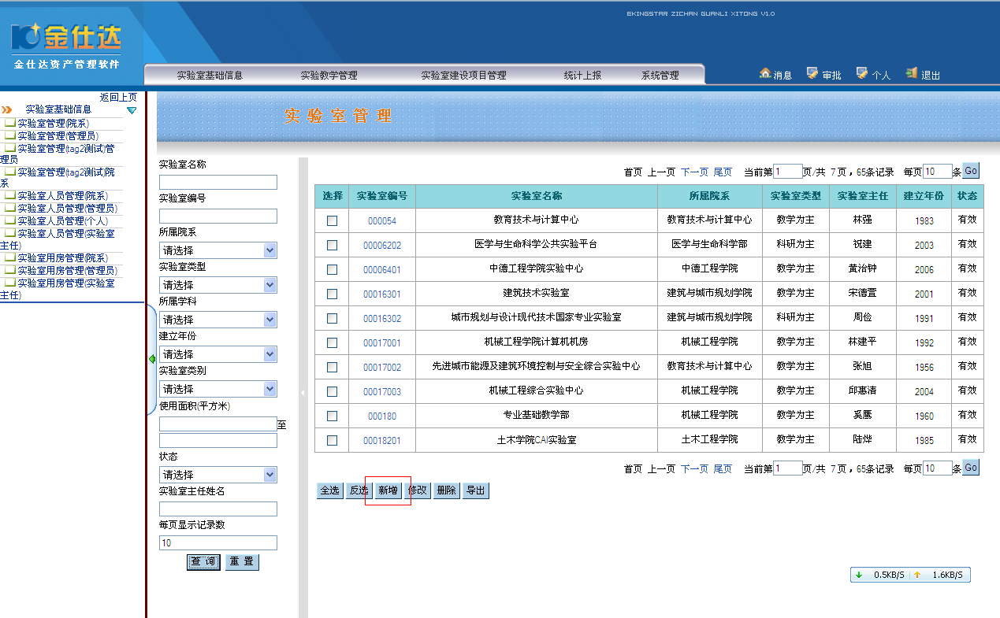 EKINGSTAR ZICHAN GUANLI XITONG V1.0
金仕达
金仕达资产管理软件
实验室基础信息 实验教学管理 实验室建设项目管理 统计上报 系统管理
消息 审批 个人 退出
返回上页
实验室基础信息
实验室管理(院系)
实验室管理(管理员)
实验室管理(tag2测试)管
理员
实验室管理(tag2测试)院
系
实验室人员管理(院系)
实验室人员管理(管理员)
实验室人员管理(个人)
实验室人员管理(实验室
主任)
实验室用房管理(院系)
实验室用房管理(管理员)
实验室用房管理(实验室
主任)
实验室管理
实验室名称
实验室编号
所属院系
请选择
实验室类型
请选择
所属学科
请选择
建立年份
请选择
实验室类别
请选择
使用面积(平方米)
至
状态
请选择
实验室主任姓名
每页显示记录数
10
查 询 重 置
首页 上一页 下一页 尾页 当前第1页/共 7页，65条记录 每页10条 Go
选择 实验室编号 实验室名称 所属院系 实验室类型 实验室主任 建立年份 状态
000054 教育技术与计算中心 教育技术与计算中心 教学为主 林强 1983 有效
00006202 医学与生命科学公共实验平台 医学与生命科学部 科研为主 祝建 2003 有效
00006401 中德工程学院实验中心 中德工程学院 教学为主 黄治钟 2006 有效
00016301 建筑技术实验室 建筑与城市规划学院 教学为主 宋德萱 2001 有效
00016302 城市规划与设计现代技术国家专业实验室 建筑与城市规划学院 科研为主 周俭 1991 有效
00017001 机械工程学院计算机机房 机械工程学院 教学为主 林建平 1992 有效
00017002 先进城市能源及建筑环境控制与安全综合实验中心 教育技术与计算中心 教学为主 张旭 1956 有效
00017003 机械工程综合实验中心 机械工程学院 教学为主 邱惠清 2004 有效
000180 专业基础教学部 机械工程学院 教学为主 奚鹰 1960 有效
00018201 土木学院CAI实验室 土木工程学院 教学为主 陆烨 1985 有效
首页 上一页 下一页 尾页 当前第1页/共 7页，65条记录 每页10条 Go
全选 反选 新增 修改 删除 导出
0.5KB/S 1.6KB/S